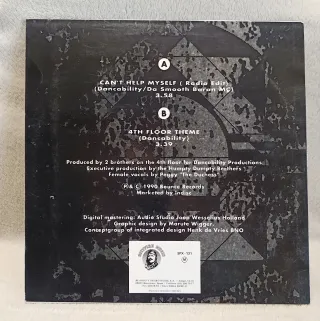 A
CAN'T HELP MYSELF ( Radio Edit)
(Dancability/Da Smooth Baron MC)
3.58
B
4TH FLOOR THEME
(Dancability)
3.39
Produced by 2 brothers on the 4th floor for Dancability Productions
Executive production by the Humpty Dumpty Brothers
Female vocals by Peggy "The Duchess"
℗ & © 1990 Bounce Records
Marketed by Indisc
Digital mastering: Audio Studio Jaap Wesselius Holland
Graphic design by Marute Wigger
Conceptgroup of integrated design Henk de Vries BNO